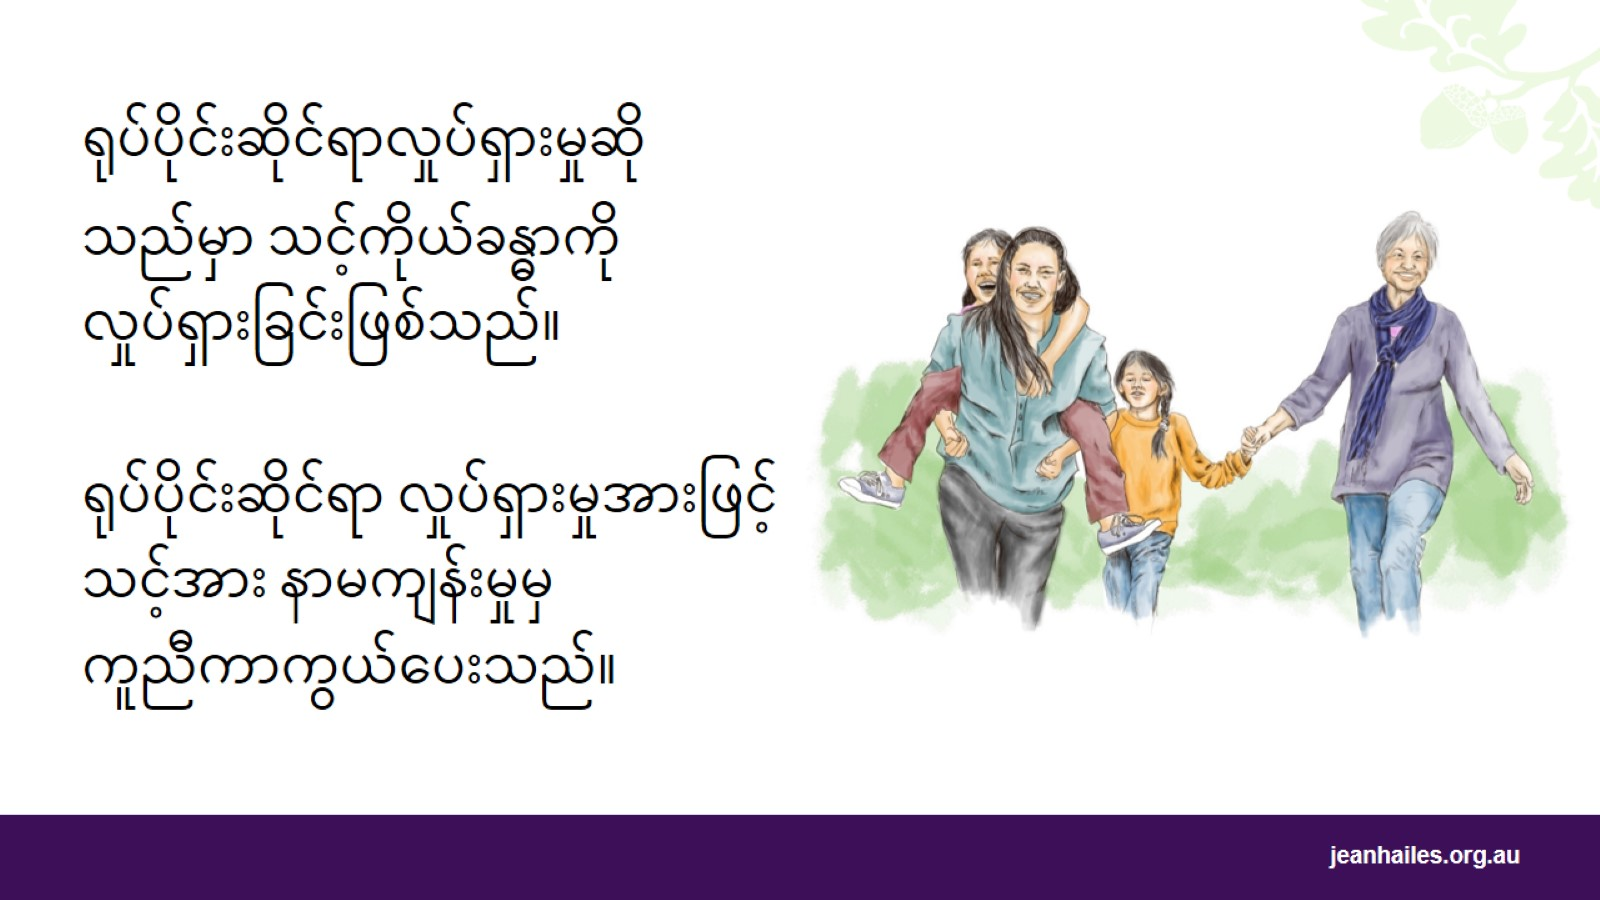 ရုပ်ပိုင်းဆိုင်ရာလှုပ်ရှားမှုဆို
သည်မှာ သင့်ကိုယ်ခန္ဓာကို
လှုပ်ရှားခြင်းဖြစ်သည်။
ရုပ်ပိုင်းဆိုင်ရာ လှုပ်ရှားမှုအားဖြင့်
သင့်အား နာမကျန်းမှုမှ
ကူညီကာကွယ်ပေးသည်။
jeanhailes.org.au